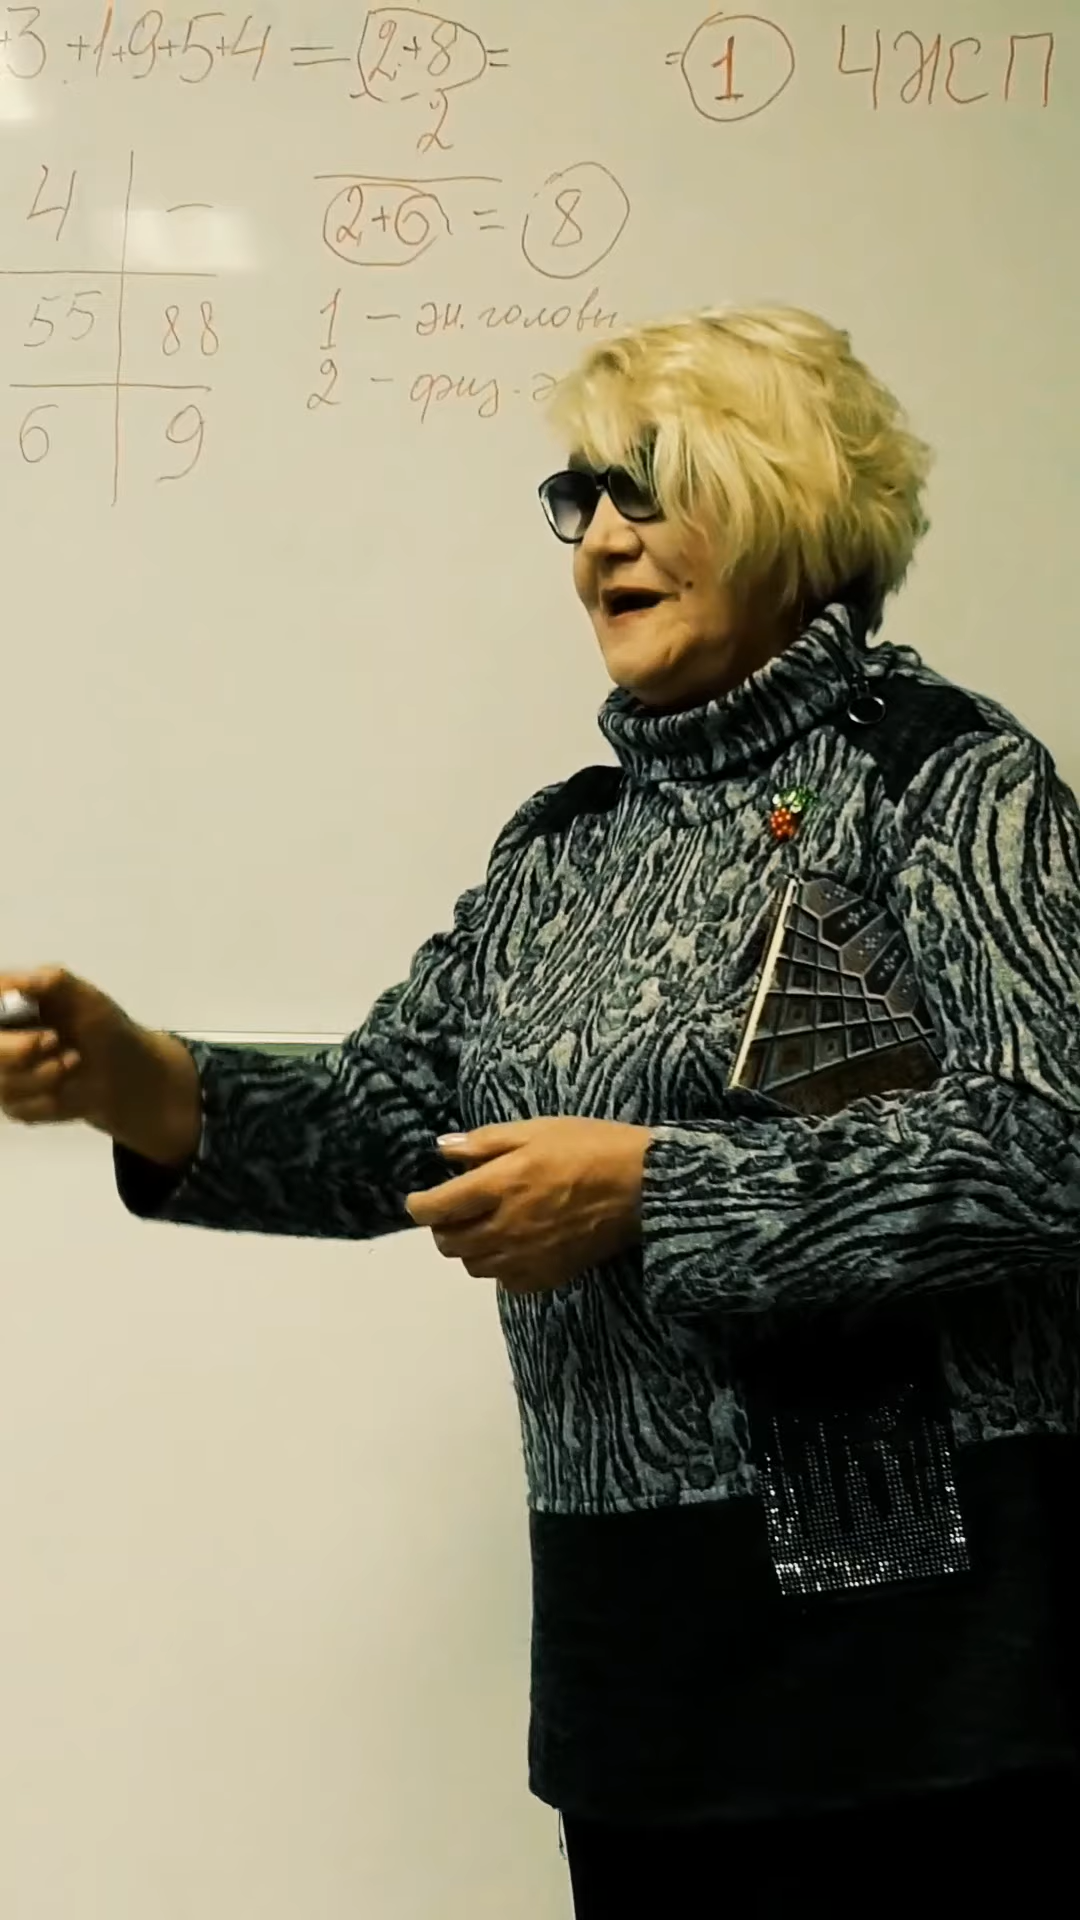 +3+1+9+5+4=2+8= =1 ЧЖСП
2
4 - 2+6=8
55 88 1 - эн. головы
2 - физ. э
6 9